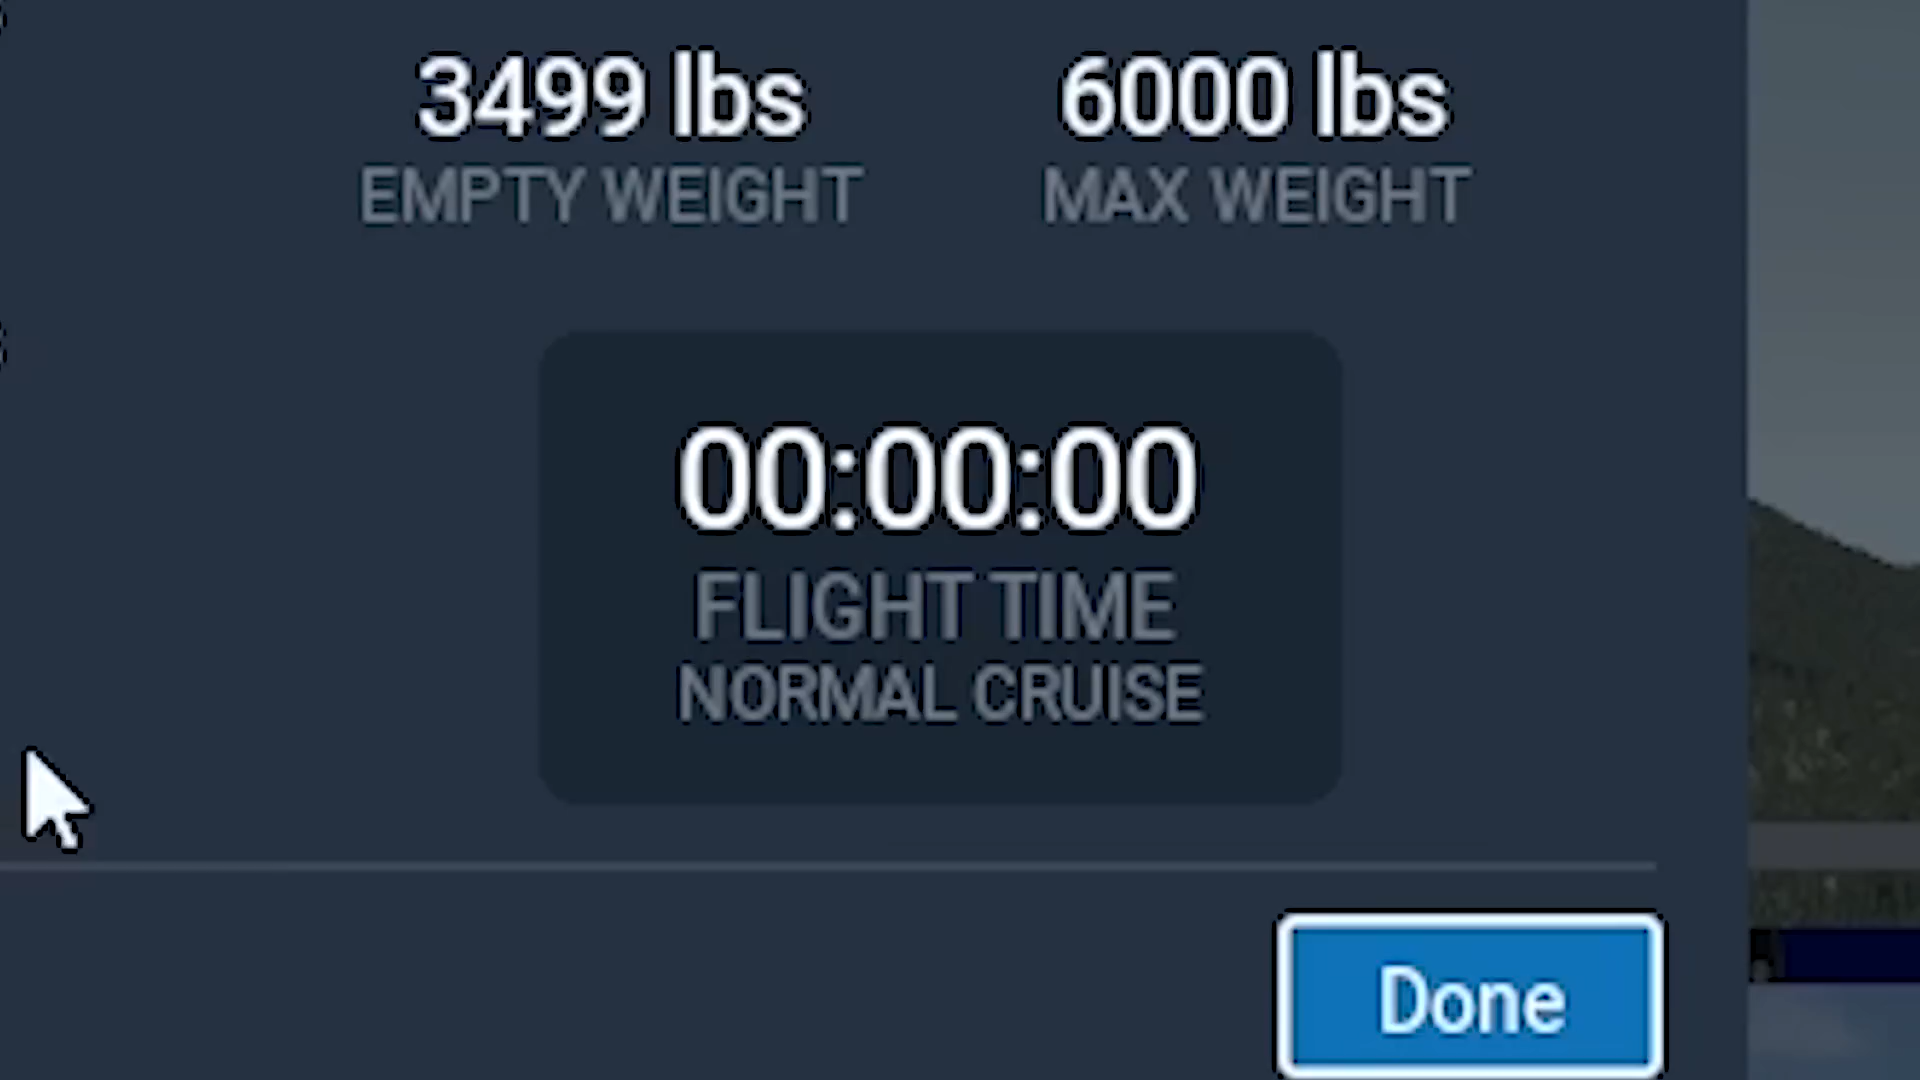 3499 lbs 6000 lbs
EMPTY WEIGHT MAX WEIGHT
00:00:00
FLIGHT TIME
NORMAL CRUISE
Done